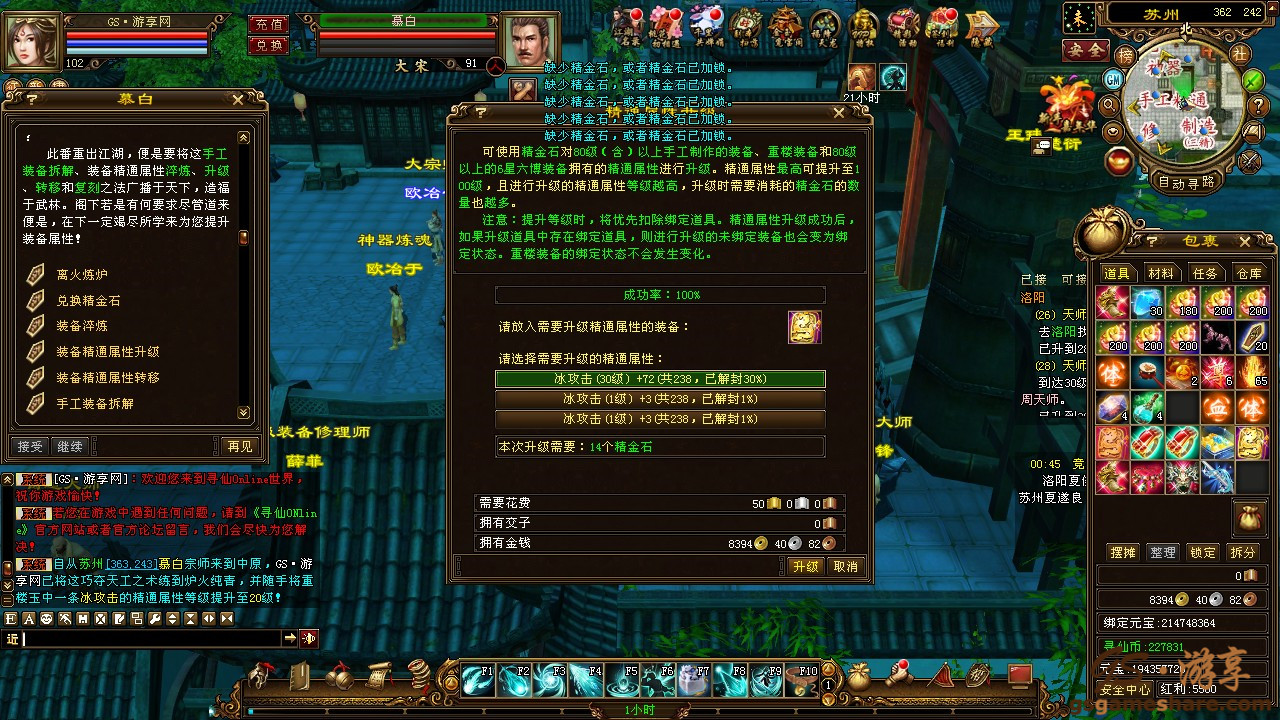 GS·游享网
102
充值
兑换
慕白
大宋
91
苏州 362 242
北
安全
榜
社
GM
自动寻路
手工精通
制造
(三精)
修
21小时
缺少精金石，或者精金石已加锁。
缺少精金石，或者精金石已加锁。
缺少精金石，或者精金石已加锁。
缺少精金石，或者精金石已加锁。
缺少精金石，或者精金石已加锁。
? 慕白
此番重出江湖，便是要将这手工
装备拆解、装备精通属性淬炼、升级
、转移和复刻之法广播于天下，造福
于武林。阁下若是有何要求尽管道来
便是，在下一定竭尽所学来为您提升
装备属性！
离火炼炉
兑换精金石
装备淬炼
装备精通属性升级
装备精通属性转移
手工装备拆解
接受 继续 再见
神器炼魂
欧冶于
装备修理师
薛菲
可使用精金石对80级（含）以上手工制作的装备、重楼装备和80级
以上的6星六博装备拥有的精通属性进行升级。精通属性最高可提升至1
00级，且进行升级的精通属性等级越高，升级时需要消耗的精金石的数
量也越多。
注意：提升等级时，将优先扣除绑定道具。精通属性升级成功后，
如果升级道具中存在绑定道具，则进行升级的未绑定装备也会变为绑
定状态。重楼装备的绑定状态不会发生变化。
成功率：100%
请放入需要升级精通属性的装备：
请选择需要升级的精通属性：
冰攻击(30级) +72(共238，已解封30%)
冰攻击(1级) +3(共238，已解封1%)
冰攻击(1级) +3(共238，已解封1%)
本次升级需要：14个精金石
需要花费 50 0 0
拥有交子 0
拥有金钱 8394 40 82
升级 取消
大师
锋
已接 可接
洛阳
(26) 天师
去洛阳找
已升到20
(28) 天师
到达30级
周天师。
00:45 竞
洛阳夏
苏州夏遂良
? 包裹
道具 材料 任务 仓库
30 180 200 200
200 200 200 20
体 2 6 65
4 4 血 体
摆摊 整理 锁定 拆分
0
8394 40 82
绑定元宝:214748364
寻仙币:227831
安全中心 红利:5500
游享
gsgameshare.com
系统 [GS·游享网]：欢迎您来到寻仙Online世界，
祝你游戏愉快！
系统 若您在游戏中遇到任何问题，请到《寻仙Onlin
e》官方网站或者官方论坛留言，我们会尽快为您解
决！
系统 自从苏州[363,243]慕白宗师来到中原，GS·游
享网已将这巧夺天工之术练到炉火纯青，并随手将重
楼玉中一条冰攻击的精通属性等级提升至20级！
近
F1 F2 F3 F4 F5 F6 F7 F8 F9 F10
1小时